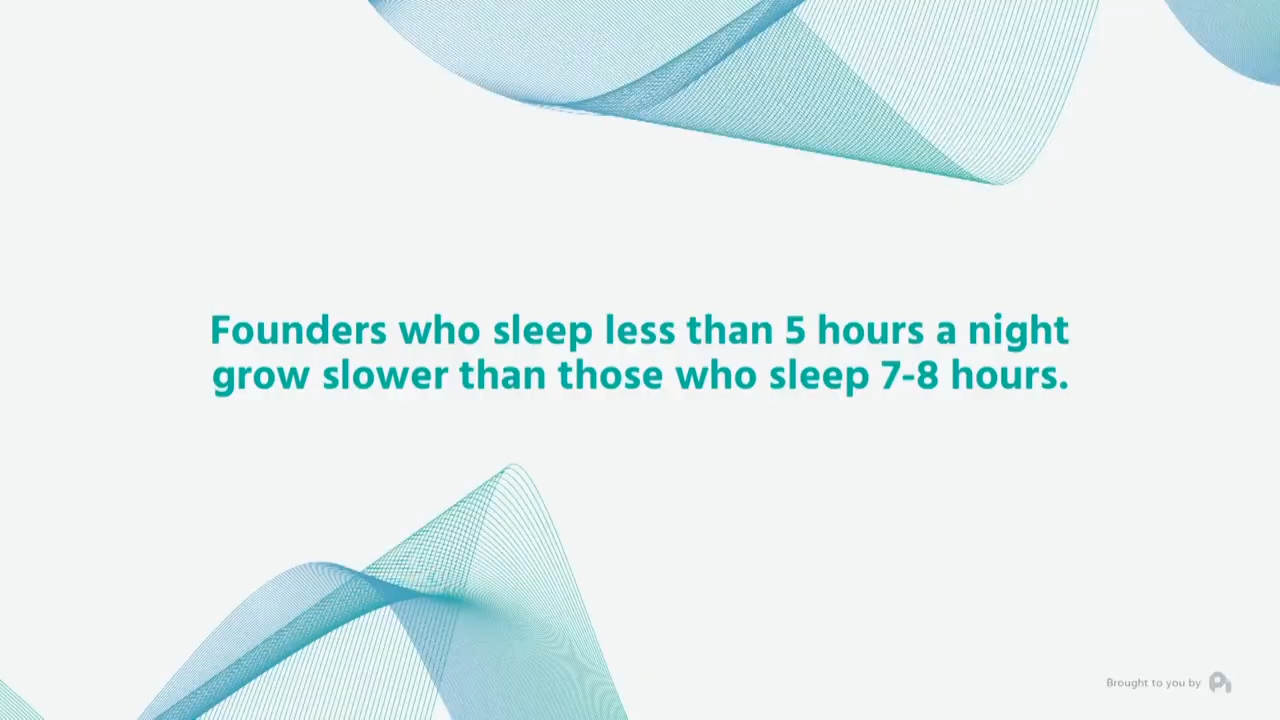 Founders who sleep less than 5 hours a night
grow slower than those who sleep 7-8 hours.
Brought to you by